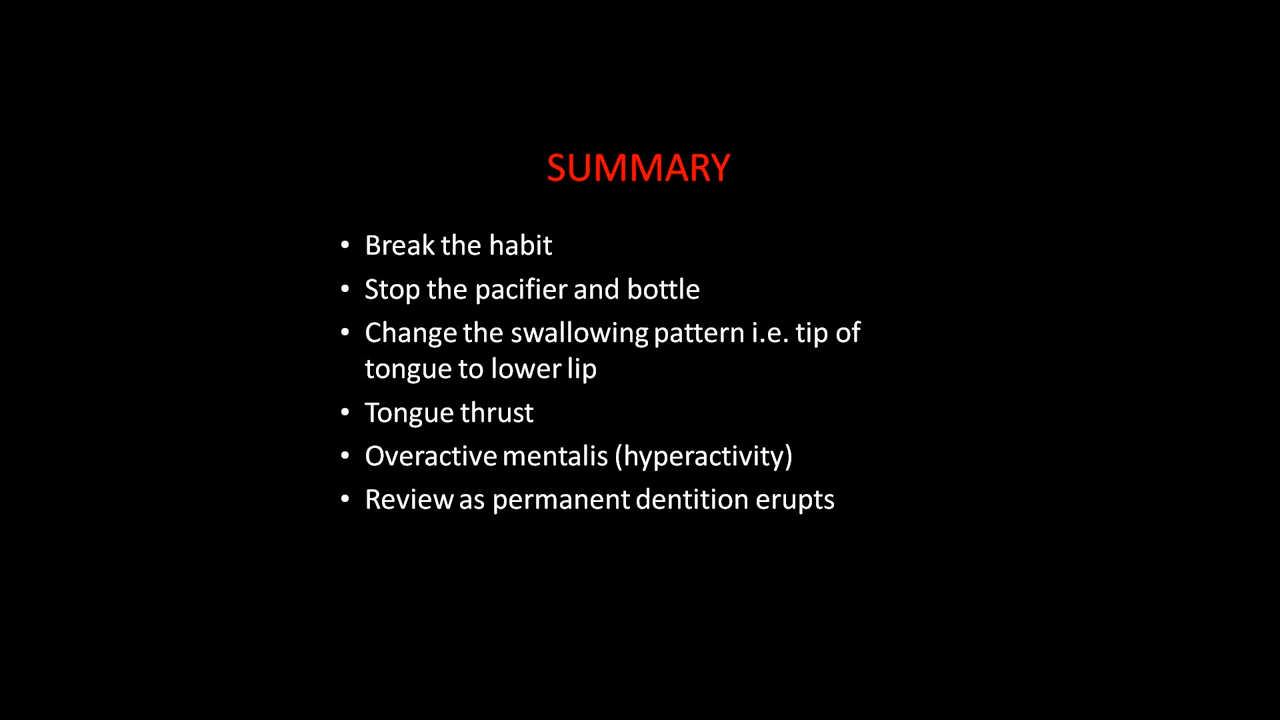 SUMMARY
• Break the habit
• Stop the pacifier and bottle
• Change the swallowing pattern i.e. tip of
tongue to lower lip
• Tongue thrust
• Overactive mentalis (hyperactivity)
• Review as permanent dentition erupts